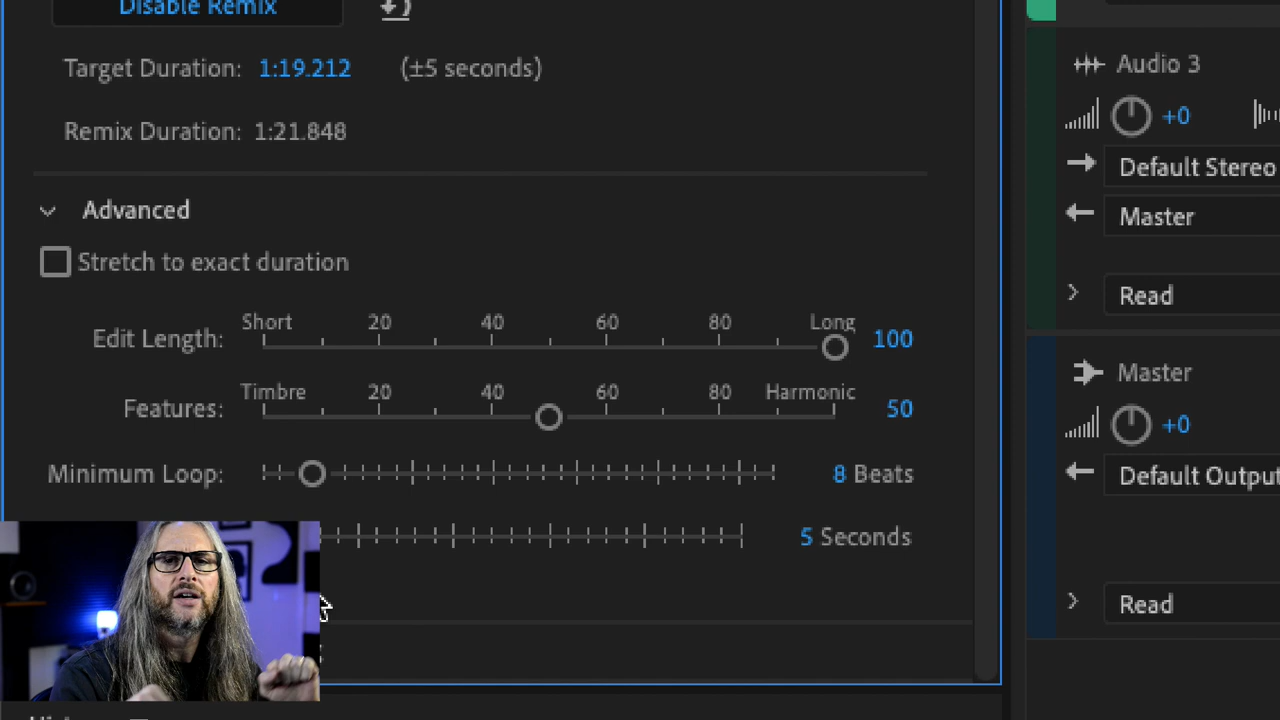 Disable Remix
Target Duration: 1:19.212 (±5 seconds)
Remix Duration: 1:21.848
Advanced
Stretch to exact duration
Short 20 40 60 80 Long
Edit Length: 100
Timbre 20 40 60 80 Harmonic
Features: 50
Minimum Loop: 8 Beats
5 Seconds
Audio 3
+0
Default Stereo
Master
Read
Master
+0
Default Output
Read